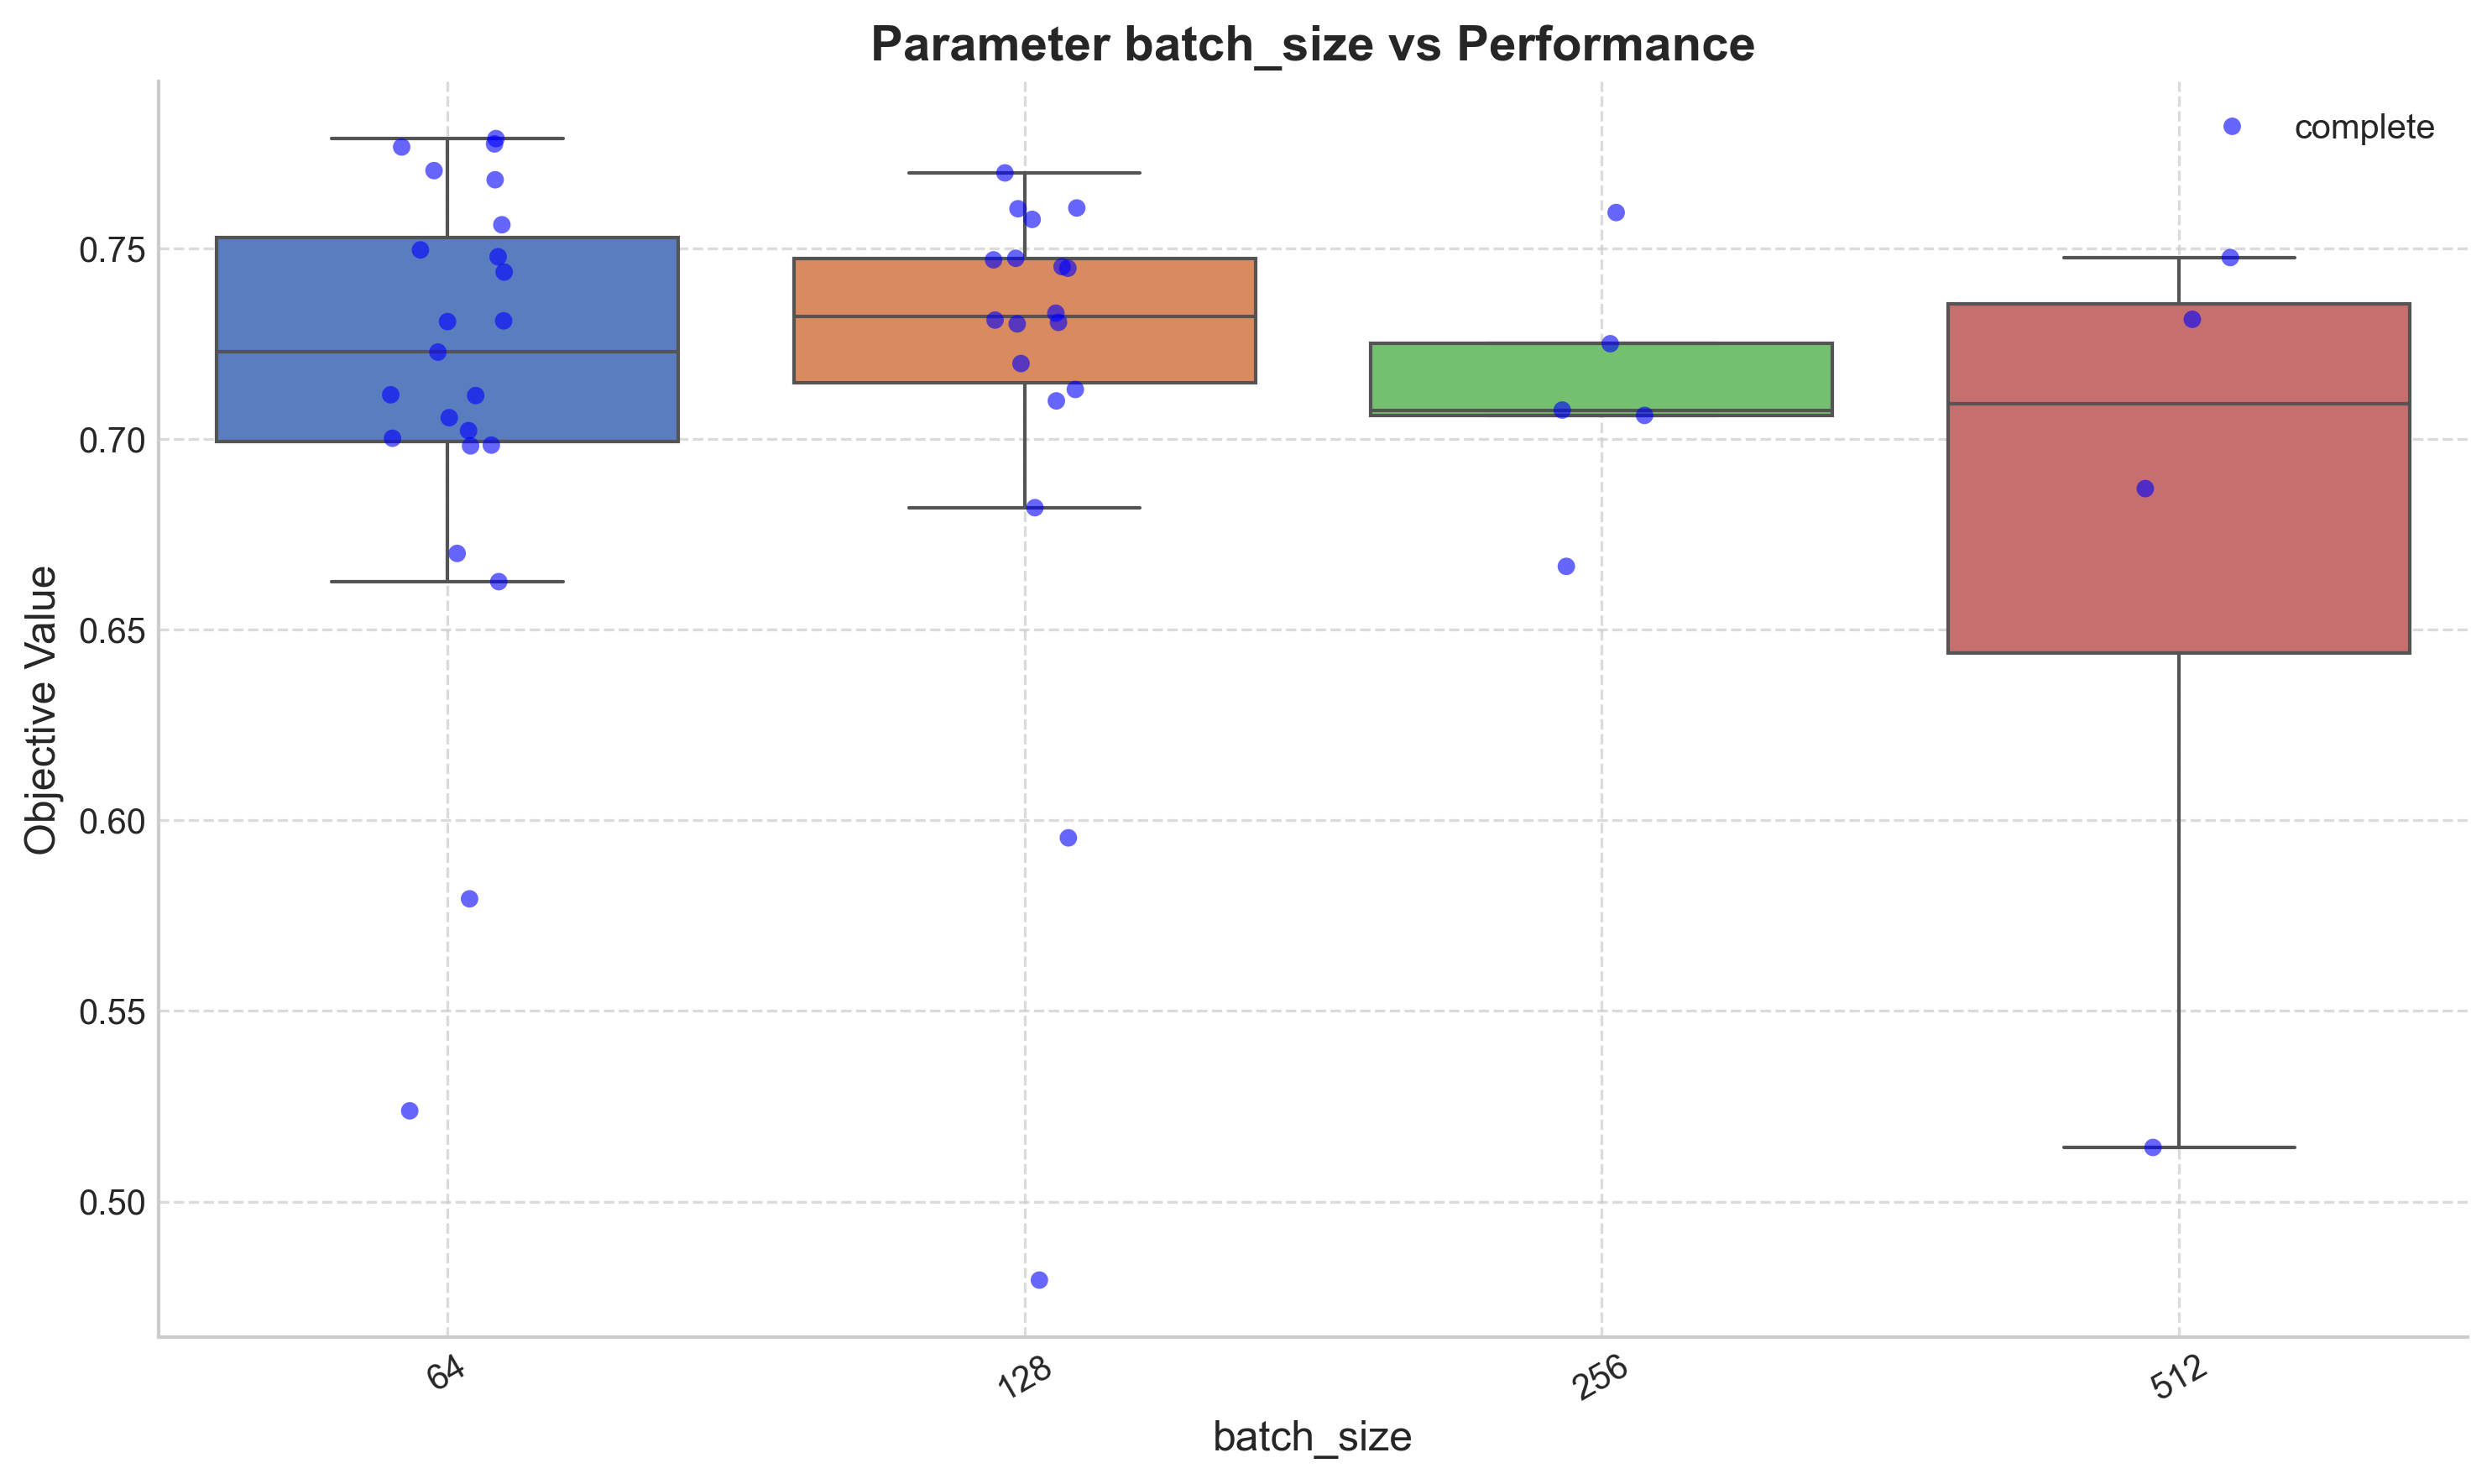 Parameter batch_size vs Performance
complete
Objective Value
0.75
0.70
0.65
0.60
0.55
0.50
64
128
256
512
batch_size